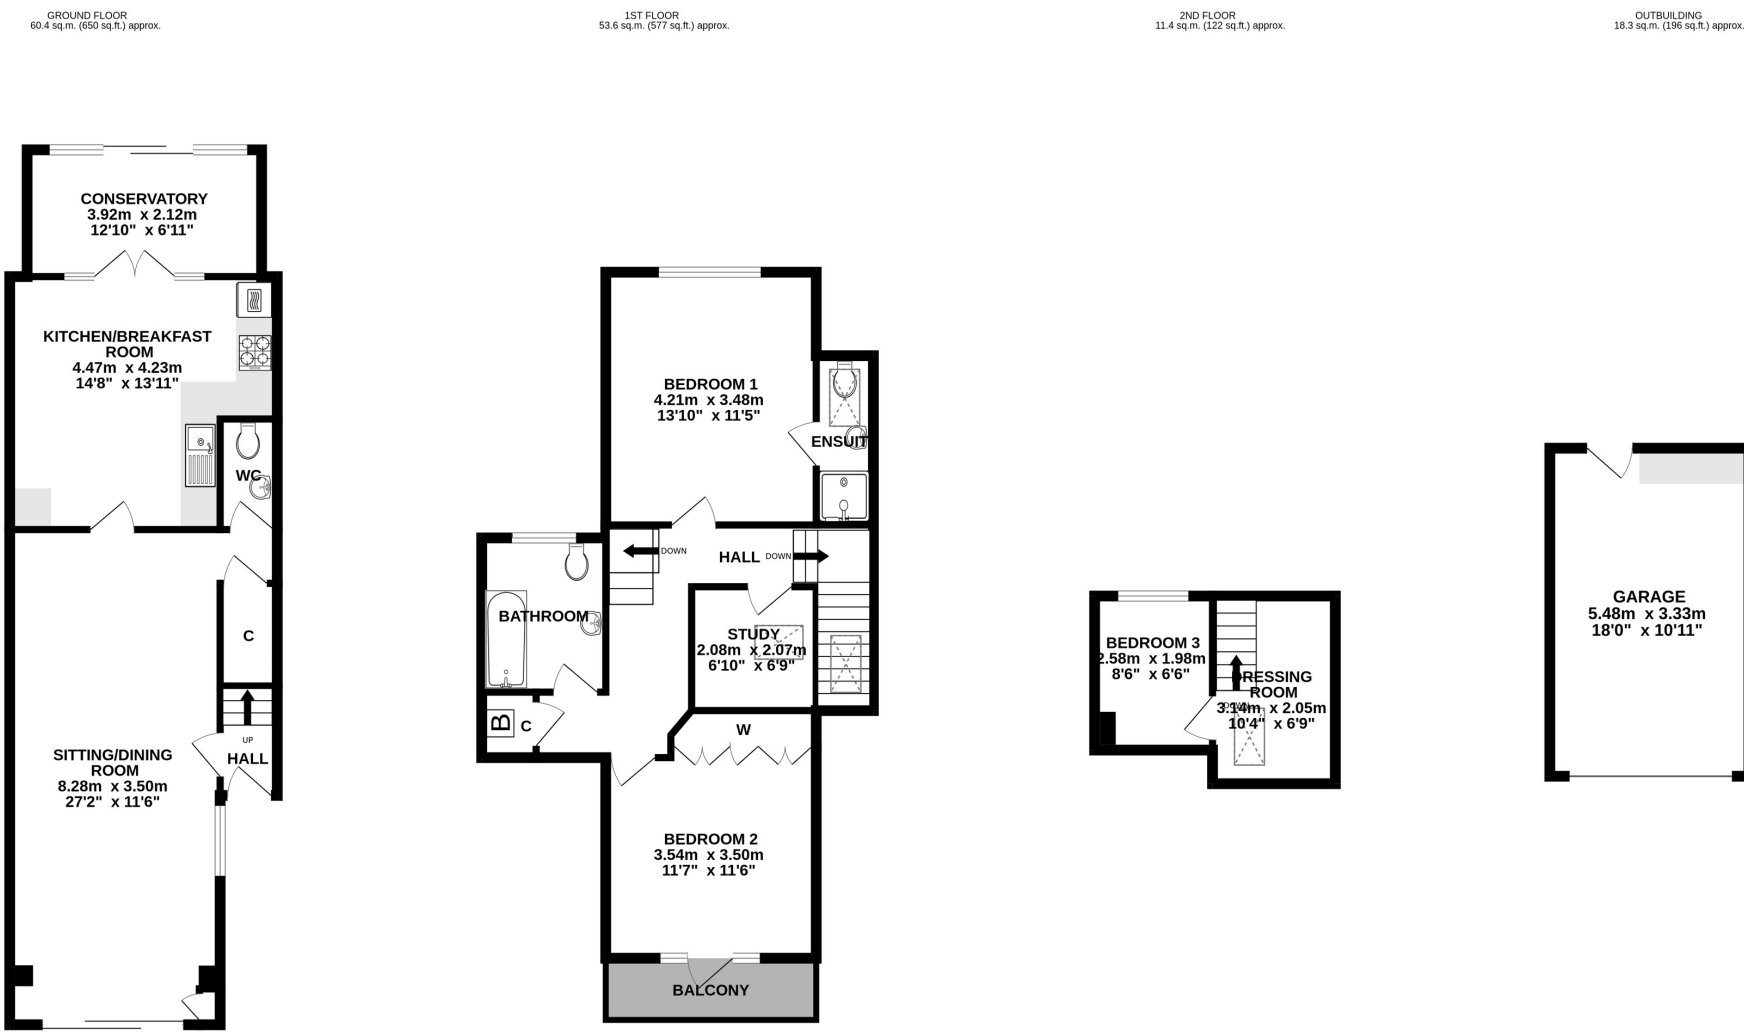 GROUND FLOOR
60.4 sq.m. (650 sq.ft.) approx.
CONSERVATORY
3.92m x 2.12m
12'10" x 6'11"
KITCHEN/BREAKFAST
ROOM
4.47m x 4.23m
14'8" x 13'11"
WC
C
UP
HALL
SITTING/DINING
ROOM
8.28m x 3.50m
27'2" x 11'6"
1ST FLOOR
53.6 sq.m. (577 sq.ft.) approx.
BEDROOM 1
4.21m x 3.48m
13'10" x 11'5"
ENSUIT
DOWN
HALL
DOWN
BATHROOM
STUDY
2.08m x 2.07m
6'10" x 6'9"
B
C
W
BEDROOM 2
3.54m x 3.50m
11'7" x 11'6"
BALCONY
2ND FLOOR
11.4 sq.m. (122 sq.ft.) approx.
BEDROOM 3
2.58m x 1.98m
8'6" x 6'6"
DRESSING
ROOM
3.14m x 2.05m
DOWN
10'4" x 6'9"
OUTBUILDING
18.3 sq.m. (196 sq.ft.) approx.
GARAGE
5.48m x 3.33m
18'0" x 10'11"